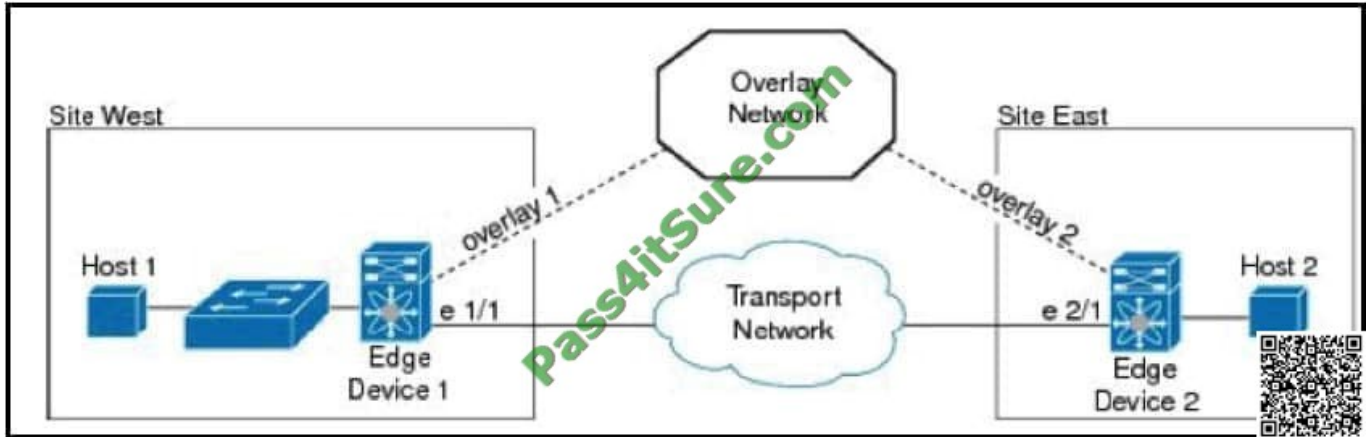 Overlay
Network
Site West
Site East
overlay 1
overlay 2
Host 1
Host 2
e 1/1
Transport
Network
e 2/1
Edge
Device 1
Edge
Device 2
Pass4itSure.com